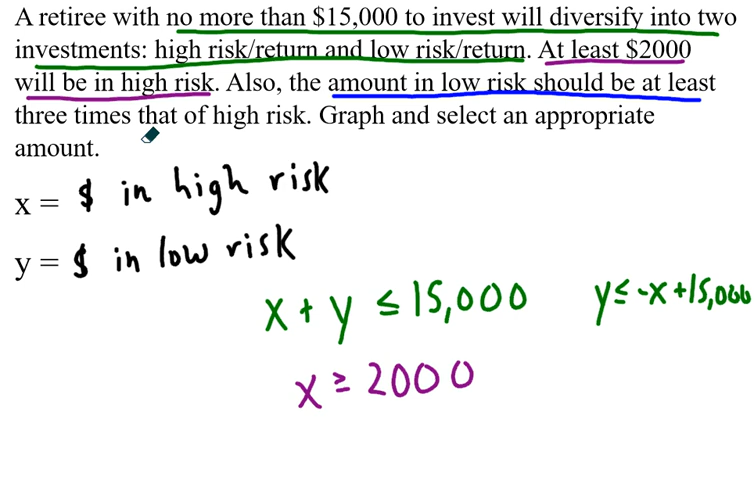 A retiree with no more than $15,000 to invest will diversify into two
investments: high risk/return and low risk/return. At least $2000
will be in high risk. Also, the amount in low risk should be at least
three times that of high risk. Graph and select an appropriate
amount.
x = $ in high risk
y = $ in low risk
x + y ≤ 15,000 y ≤ -x + 15,000
x ≥ 2000